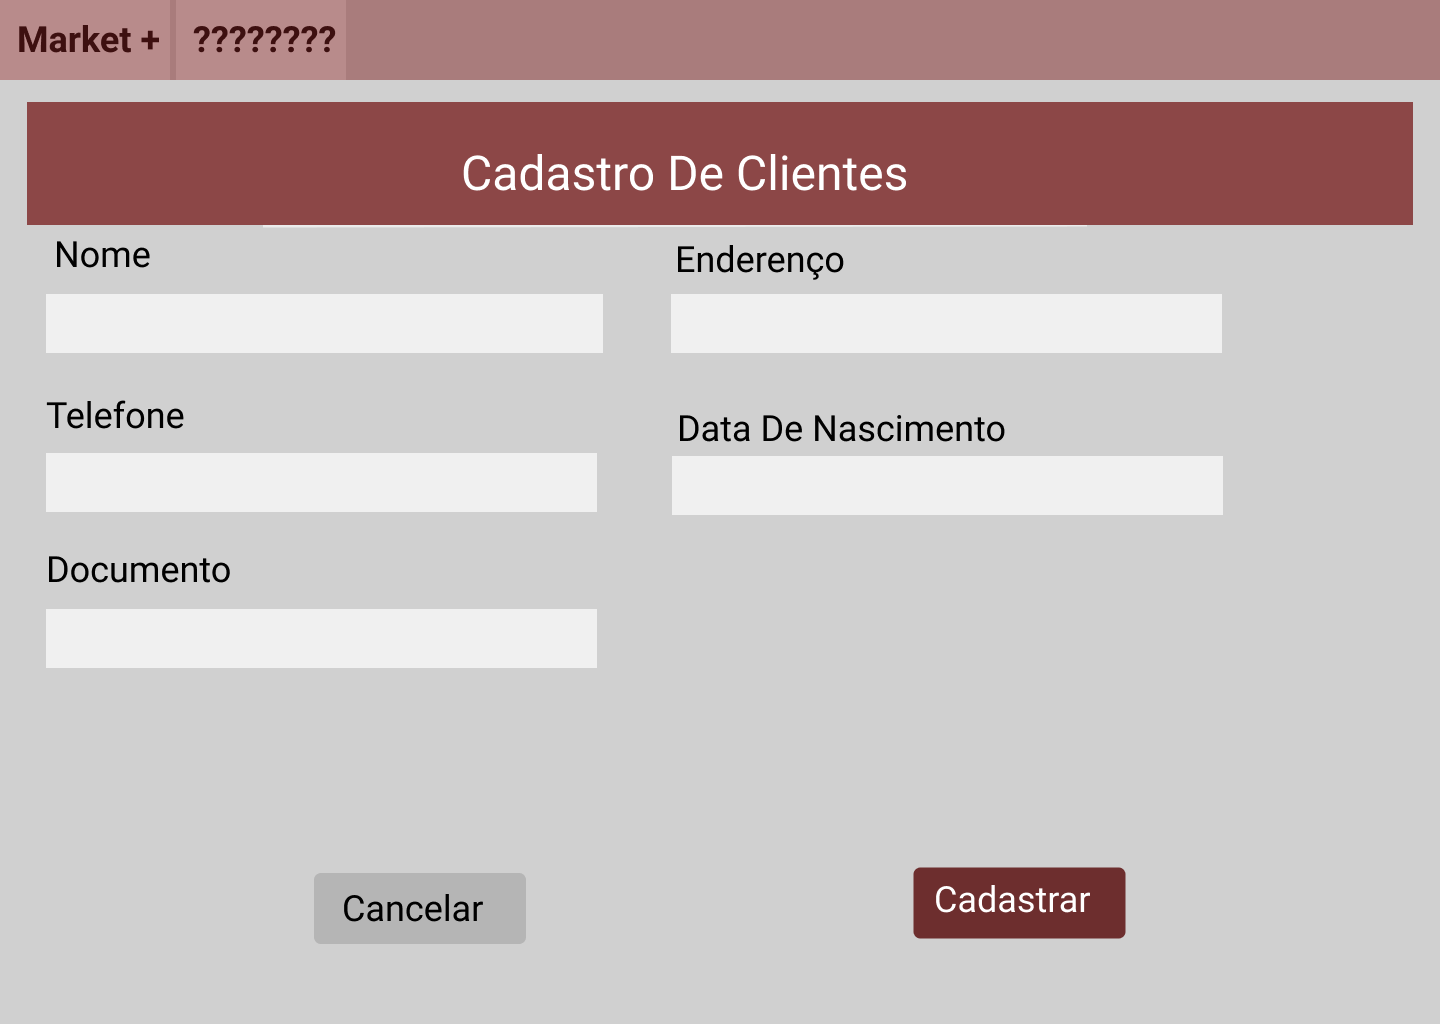 Market + ????????
Cadastro De Clientes
Nome
Enderenço
Telefone
Data De Nascimento
Documento
Cancelar
Cadastrar